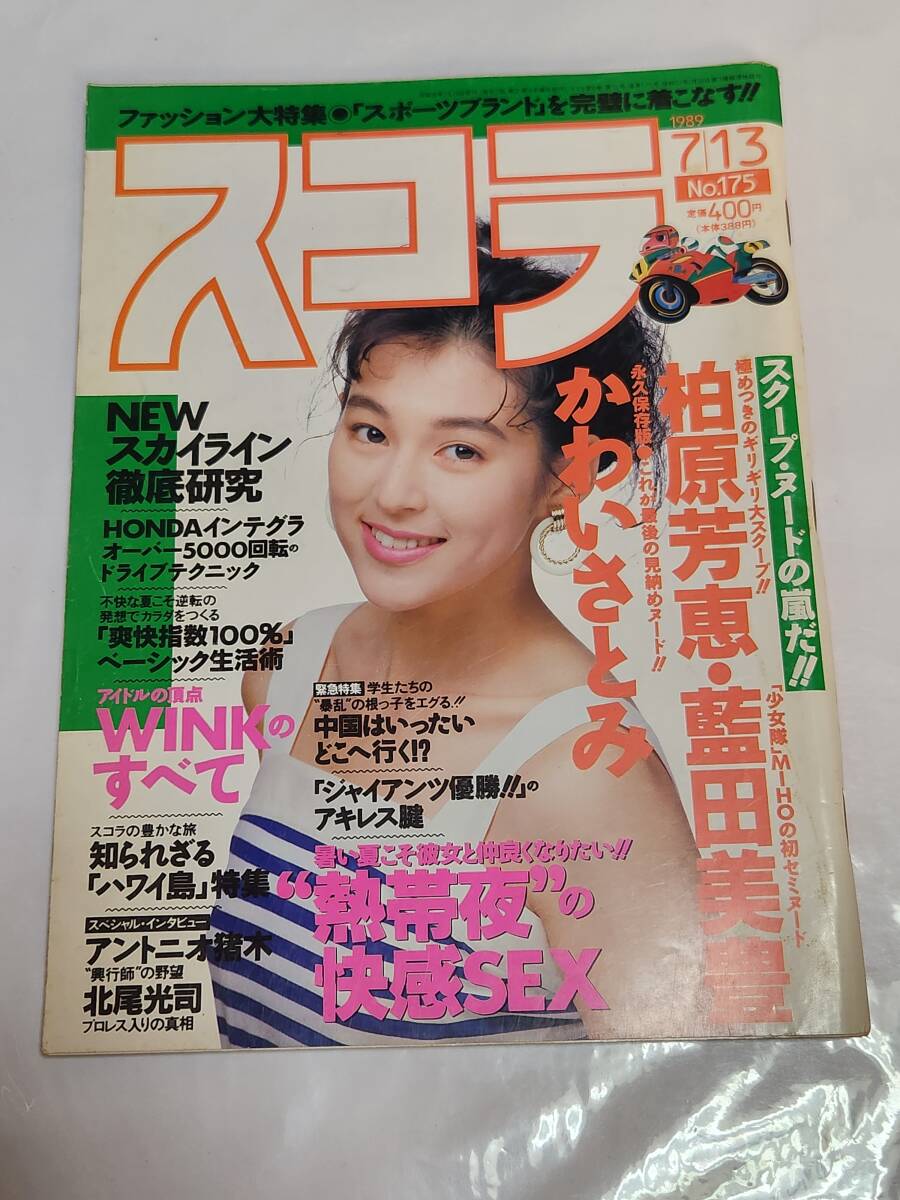 ファッション大特集●「スポーツブランド」を完璧に着こなす!!
スコラ
1989
7/13
No.175
定価400円
(本体388円)
スクープ・ヌードの嵐だ!!
極めつきのギリギリ大スクープ!!
柏原芳恵・藍田美豊
「少女隊」MIHOの初セミヌード
永久保存版・これが最後の見納めヌード!!
かわいさとみ
NEW
スカイライン
徹底研究
HONDAインテグラ
オーバー5000回転の
ドライブテクニック
不快な夏こそ逆転の
発想でカラダをつくる
「爽快指数100%」
ベーシック生活術
アイドルの頂点
WINKの
すべて
スコラの豊かな旅
知られざる
「ハワイ島」特集
スペシャル・インタビュー
アントニオ猪木
"興行師"の野望
北尾光司
プロレス入りの真相
緊急特集 学生たちの
"暴乱"の根っ子をエグる!!
中国はいったい
どこへ行く!?
「ジャイアンツ優勝!!」の
アキレス腱
暑い夏こそ彼女と仲良くなりたい!!
"熱帯夜"の
快感SEX